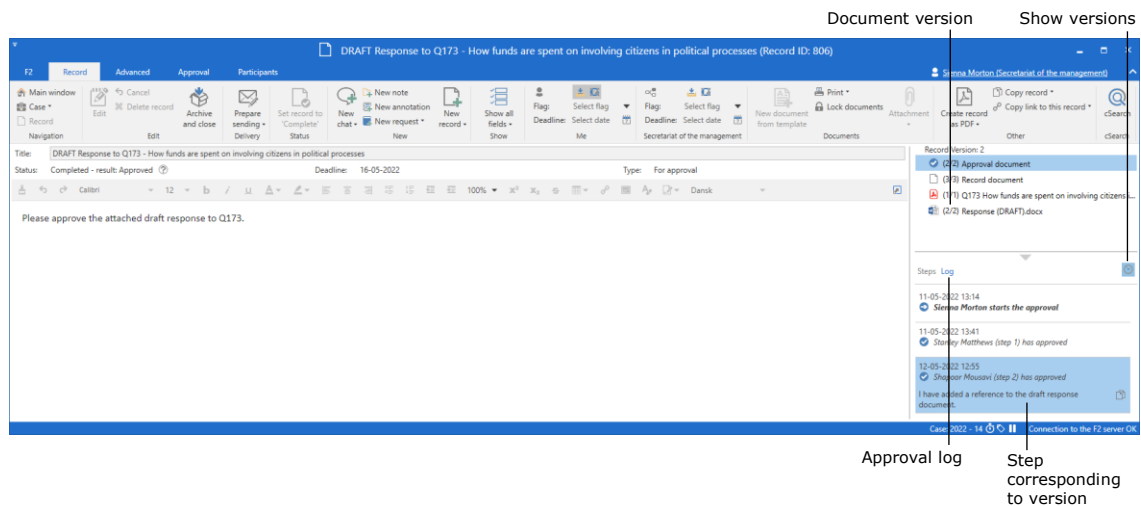 Document version
Show versions
DRAFT Response to Q173 - How funds are spent on involving citizens in political processes (Record ID: 806)
F2 Record Advanced Approval Participants
Sienna Morton (Secretariat of the management)
Main window
Case
Record
Navigation
Edit
Cancel
Delete record
Edit
Archive and close
Prepare sending
Delivery
Set record to 'Complete'
Status
New chat
New note
New annotation
New request
New record
New
Show all fields
Show
Flag: Select flag
Deadline: Select date
Me
Flag: Select flag
Deadline: Select date
Secretariat of the management
New document from template
Print
Lock documents
Documents
Attachment
Create record as PDF
Copy record
Copy link to this record
Other
cSearch
cSearch
Title: DRAFT Response to Q173 - How funds are spent on involving citizens in political processes
Status: Completed - result: Approved Deadline: 16-05-2022 Type: For approval
Calibri 12 b / u A 100% x² x₂ S Dansk
Please approve the attached draft response to Q173.
Record Version: 2
(2/2) Approval document
(3/3) Record document
(1/1) Q173 How funds are spent on involving citizens i...
(2/2) Response (DRAFT).docx
Steps Log
11-05-2022 13:14
Sienna Morton starts the approval
11-05-2022 13:41
Stanley Matthews (step 1) has approved
12-05-2022 12:55
Shapoor Mousavi (step 2) has approved
I have added a reference to the draft response
document.
Case: 2022 - 14 Connection to the F2 server OK
Approval log
Step
corresponding
to version